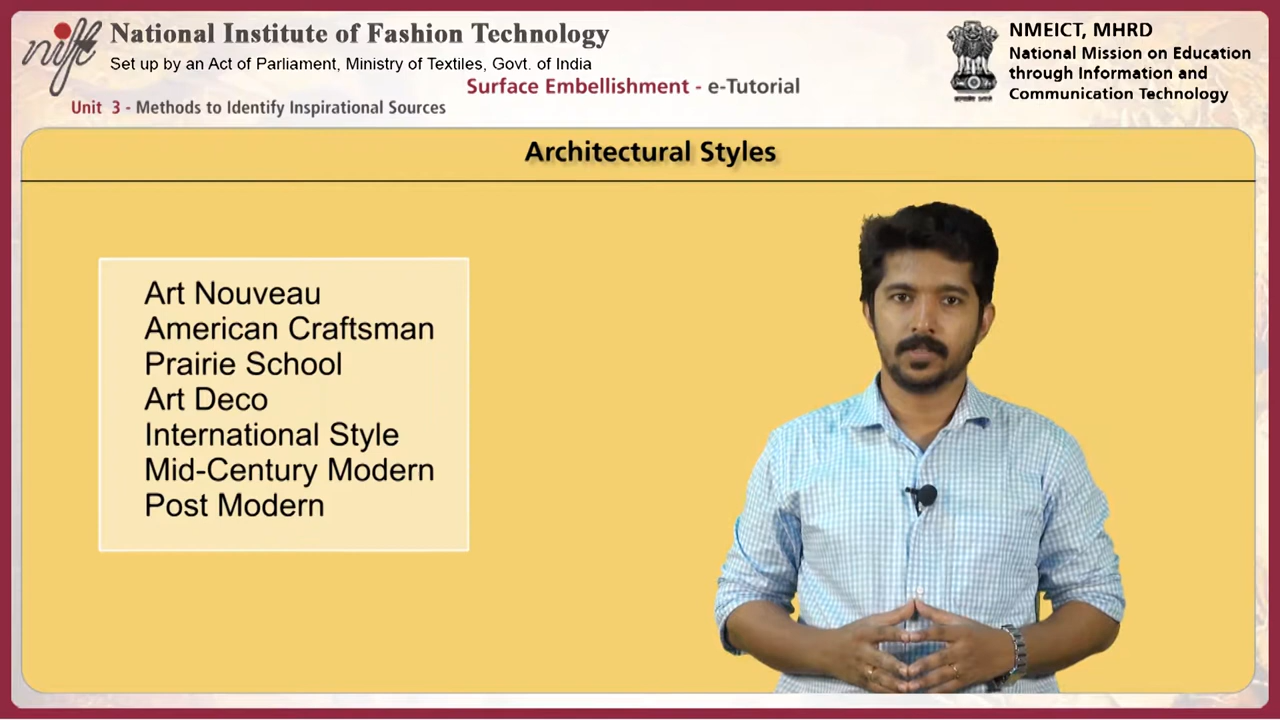 nift
National Institute of Fashion Technology
Set up by an Act of Parliament, Ministry of Textiles, Govt. of India
Surface Embellishment - e-Tutorial
Unit 3 - Methods to Identify Inspirational Sources
NMEICT, MHRD
National Mission on Education
through Information and
Communication Technology
Architectural Styles
Art Nouveau
American Craftsman
Prairie School
Art Deco
International Style
Mid-Century Modern
Post Modern